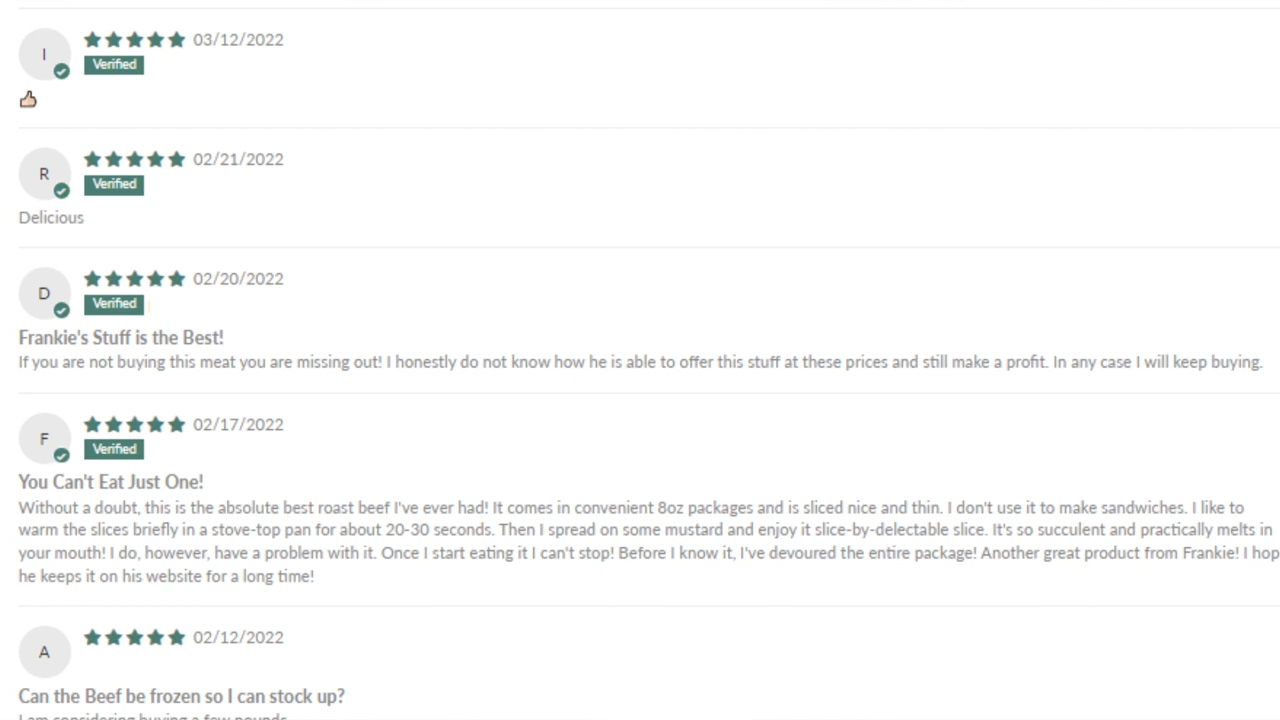 I
03/12/2022
Verified
👍🏼
R
02/21/2022
Verified
Delicious
D
02/20/2022
Verified
Frankie's Stuff is the Best!
If you are not buying this meat you are missing out! I honestly do not know how he is able to offer this stuff at these prices and still make a profit. In any case I will keep buying.
F
02/17/2022
Verified
You Can't Eat Just One!
Without a doubt, this is the absolute best roast beef I've ever had! It comes in convenient 8oz packages and is sliced nice and thin. I don't use it to make sandwiches. I like to
warm the slices briefly in a stove-top pan for about 20-30 seconds. Then I spread on some mustard and enjoy it slice-by-delectable slice. It's so succulent and practically melts in
your mouth! I do, however, have a problem with it. Once I start eating it I can't stop! Before I know it, I've devoured the entire package! Another great product from Frankie! I hop
he keeps it on his website for a long time!
A
02/12/2022
Can the Beef be frozen so I can stock up?
I am considering buying a few pounds